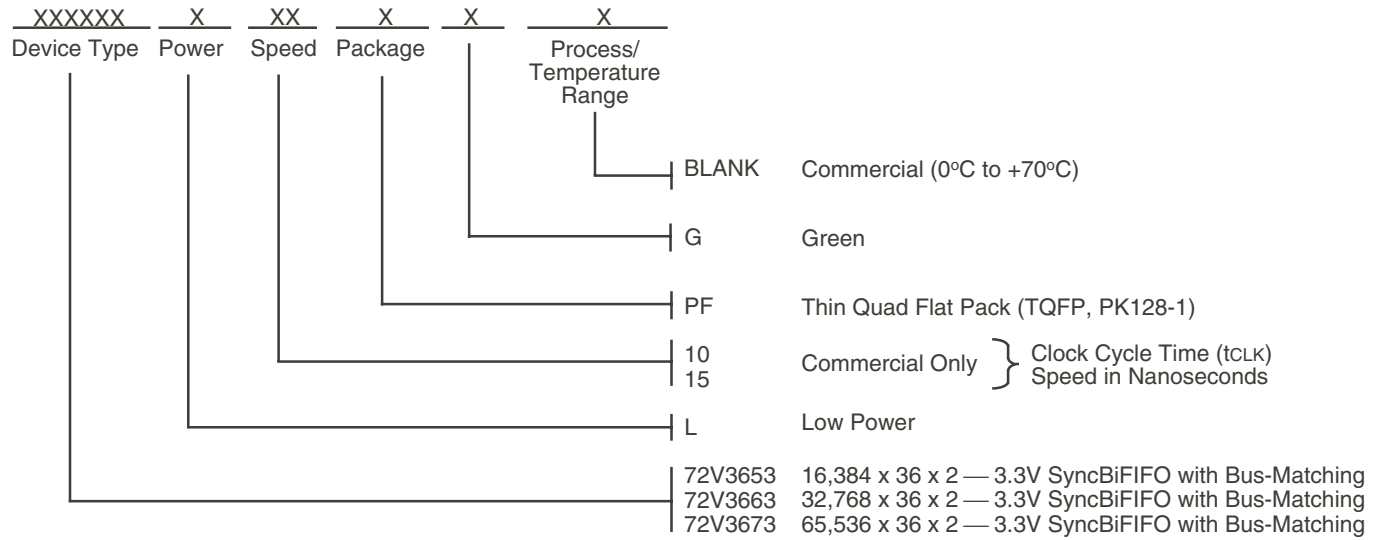 XXXXXX X XX X X X
Device Type Power Speed Package Process/
Temperature
Range
BLANK Commercial (0ºC to +70ºC)
G Green
PF Thin Quad Flat Pack (TQFP, PK128-1)
10
15
Commercial Only } Clock Cycle Time (tCLK)
Speed in Nanoseconds
L Low Power
72V3653 16,384 x 36 x 2 — 3.3V SyncBiFIFO with Bus-Matching
72V3663 32,768 x 36 x 2 — 3.3V SyncBiFIFO with Bus-Matching
72V3673 65,536 x 36 x 2 — 3.3V SyncBiFIFO with Bus-Matching